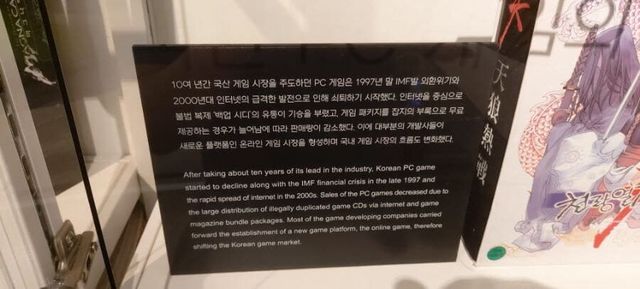 10여 년간 국산 게임 시장을 주도하던 PC 게임은 1997년 말 IMF발 외환위기와
2000년대 인터넷의 급격한 발전으로 인해 쇠퇴하기 시작했다. 인터넷을 중심으로
불법 복제 '백업 시디'의 유통이 기승을 부렸고, 게임 패키지를 잡지의 부록으로 무료
제공하는 경우가 늘어남에 따라 판매량이 감소했다. 이에 대부분의 개발사들이
새로운 플랫폼인 온라인 게임 시장을 형성하며 국내 게임 시장의 흐름도 변화했다.
After taking about ten years of its lead in the industry, Korean PC game
started to decline along with the IMF financial crisis in the late 1997 and
the rapid spread of internet in the 2000s. Sales of the PC games decreased due to
the large distribution of illegally duplicated game CDs via internet and game
magazine bundle packages. Most of the game developing companies carried
forward the establishment of a new game platform, the online game, therefore
shifting the Korean game market.
天狼熱戰